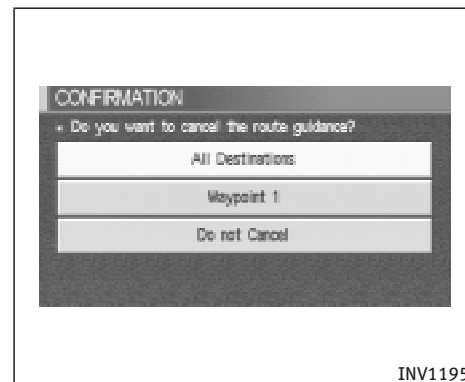 CONFIRMATION
Do you want to cancel the route guidance?
All Destinations
Waypoint 1
Do not Cancel
INV1195